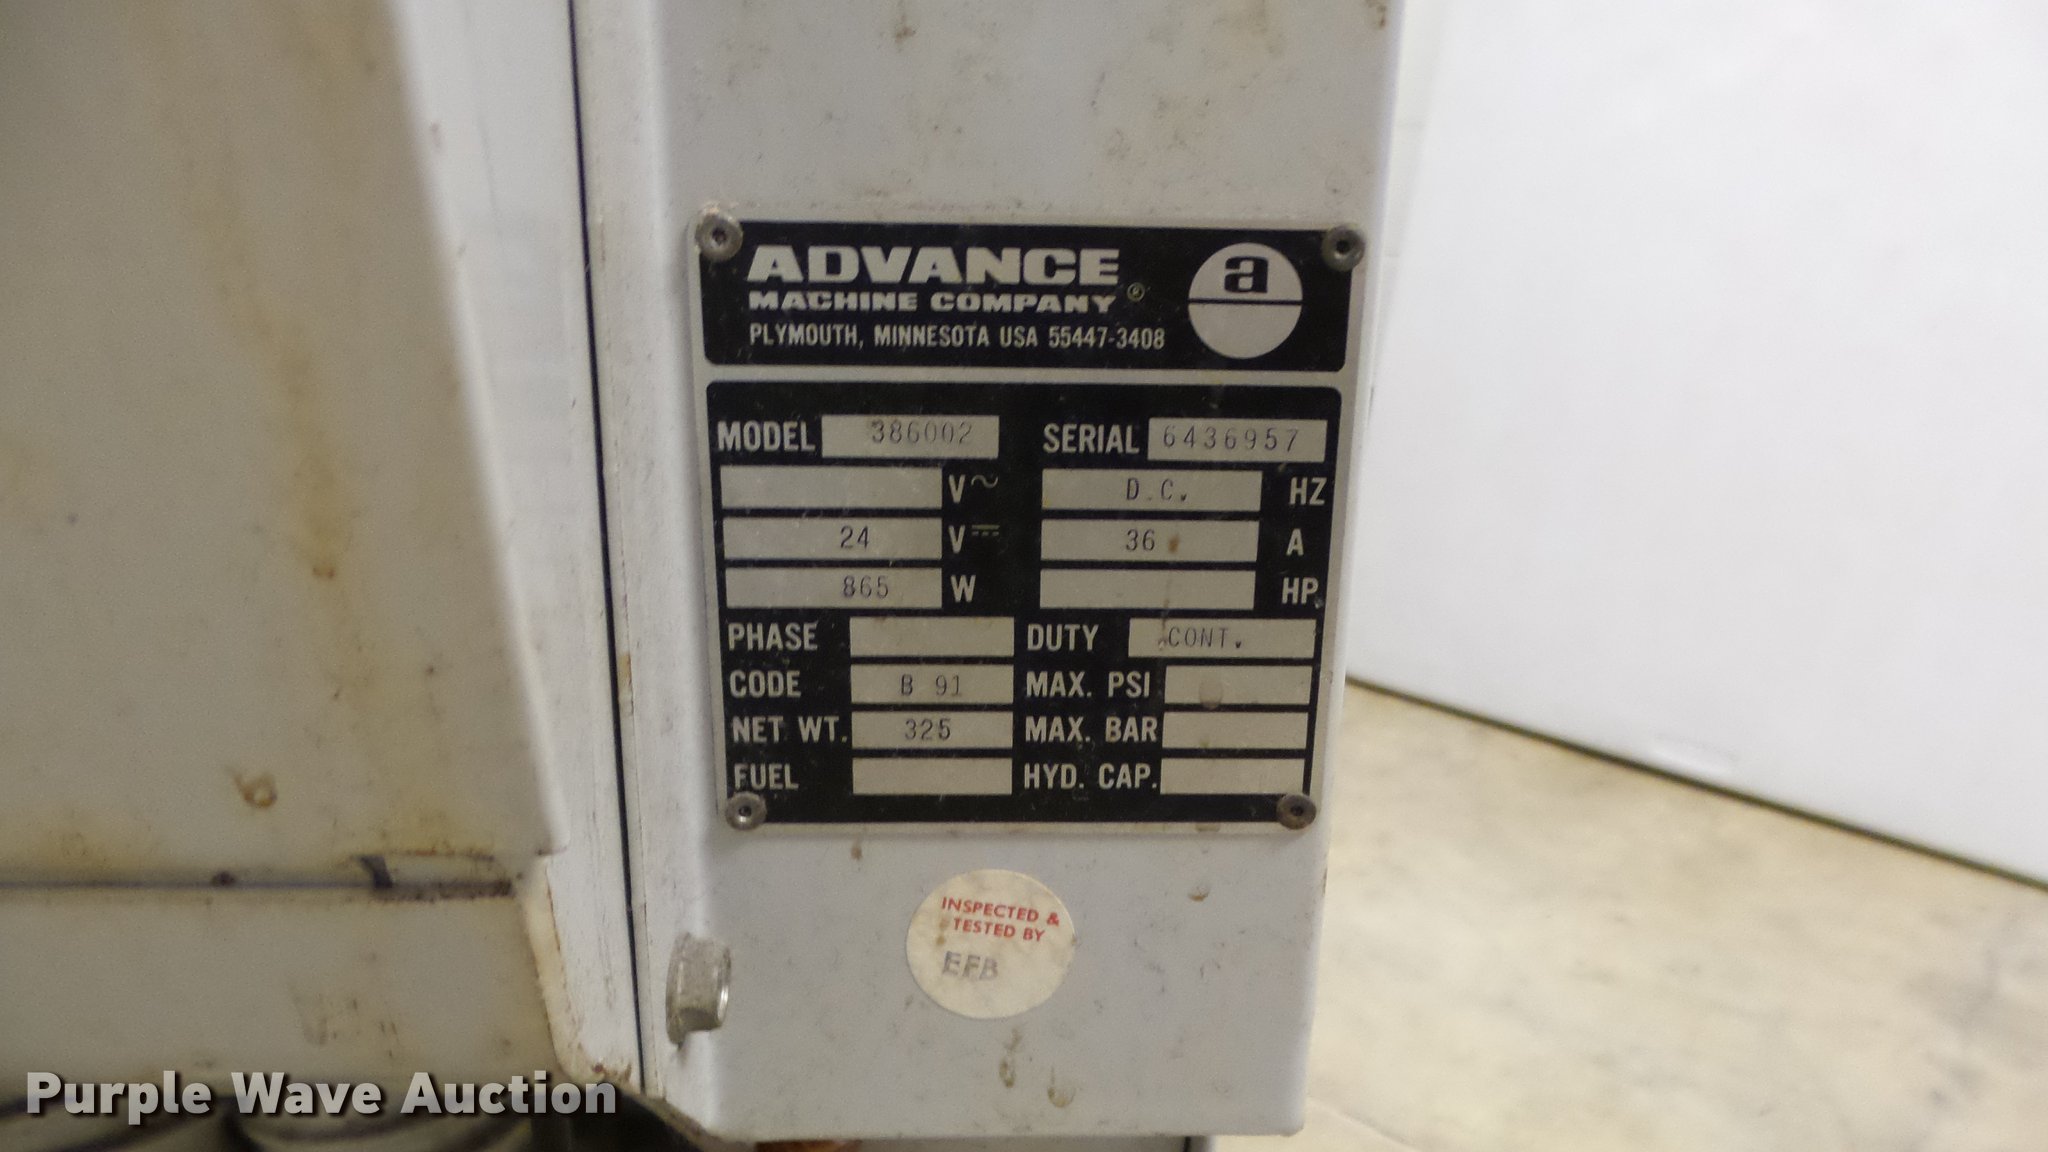 ADVANCE
MACHINE COMPANY®
PLYMOUTH, MINNESOTA USA 55447-3408
a
MODEL 386002 SERIAL 6436957
V~ D.C. HZ
24 V⎓ 36 A
865 W HP
PHASE DUTY CONT.
CODE B 91 MAX. PSI
NET WT. 325 MAX. BAR
FUEL HYD. CAP.
INSPECTED &
TESTED BY
EFB
Purple Wave Auction